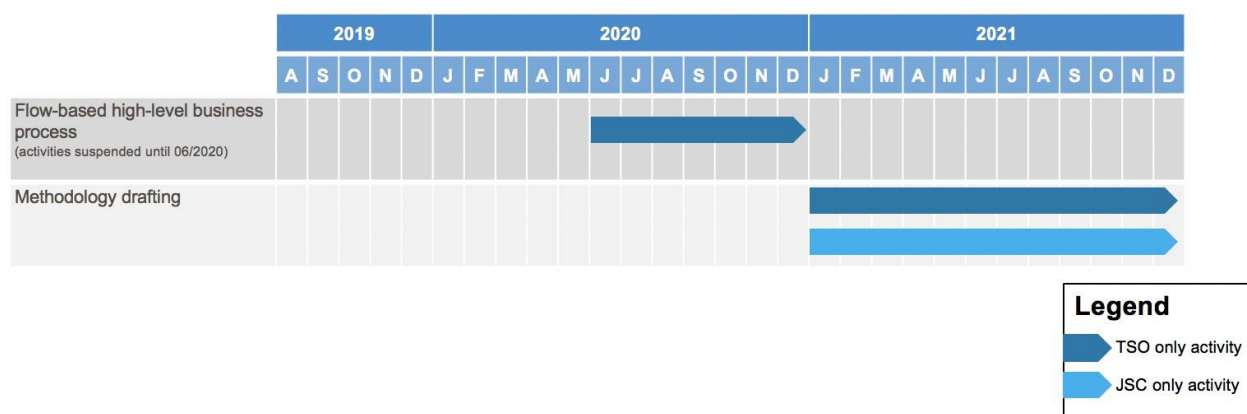 2019 2020 2021
A S O N D J F M A M J J A S O N D J F M A M J J A S O N D
Flow-based high-level business
process
(activities suspended until 06/2020)
Methodology drafting
Legend
TSO only activity
JSC only activity